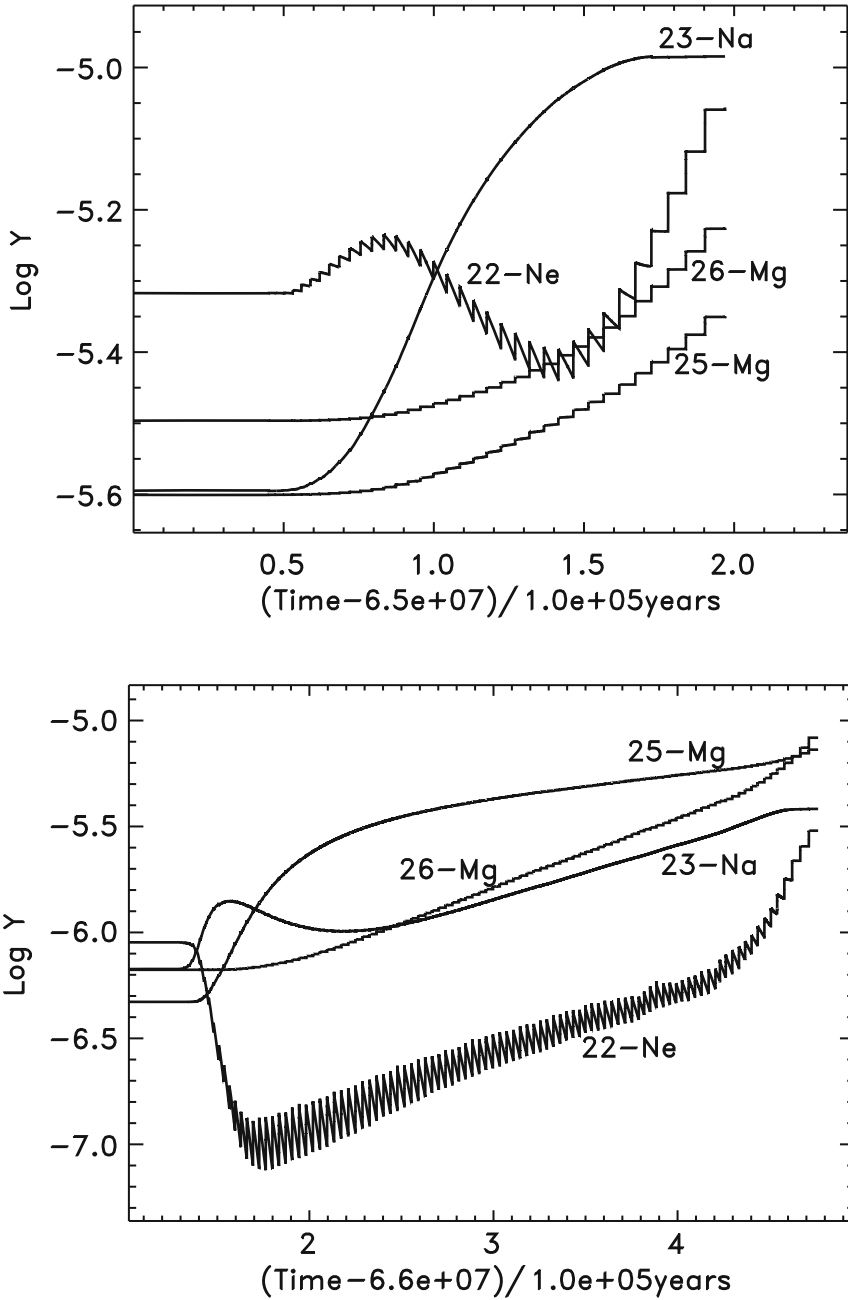 23-Na
-5.0
-5.2
Log Y
22-Ne
26-Mg
-5.4
25-Mg
-5.6
0.5 1.0 1.5 2.0
(Time-6.5e+07)/1.0e+05years
-5.0
25-Mg
-5.5
26-Mg
23-Na
-6.0
Log Y
-6.5
22-Ne
-7.0
2 3 4
(Time-6.6e+07)/1.0e+05years